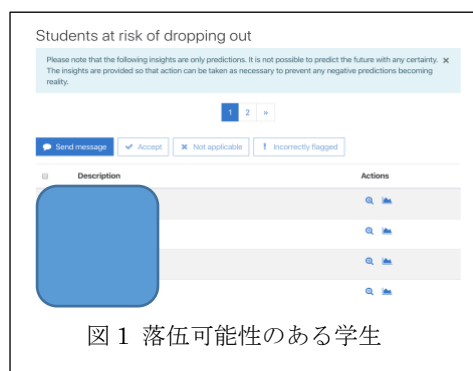 Students at risk of dropping out
Please note that the following insights are only predictions. It is not possible to predict the future with any certainty. ×
The insights are provided so that action can be taken as necessary to prevent any negative predictions becoming
reality.
1 2 »
Send message Accept Not applicable Incorrectly flagged
Description Actions
図 1 落伍可能性のある学生